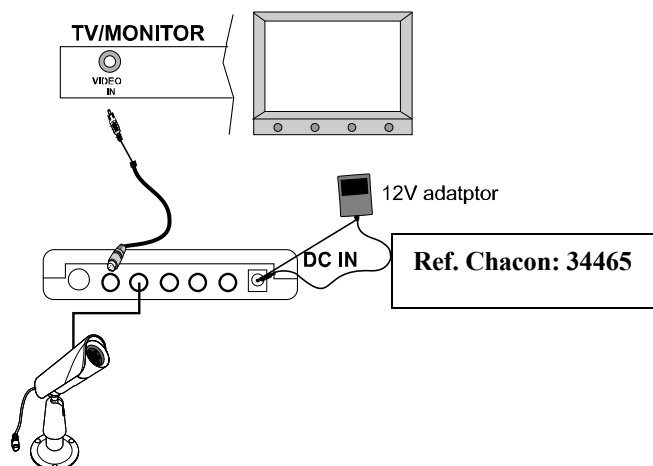 TV/MONITOR
VIDEO
IN
12V adatptor
DC IN
Ref. Chacon: 34465